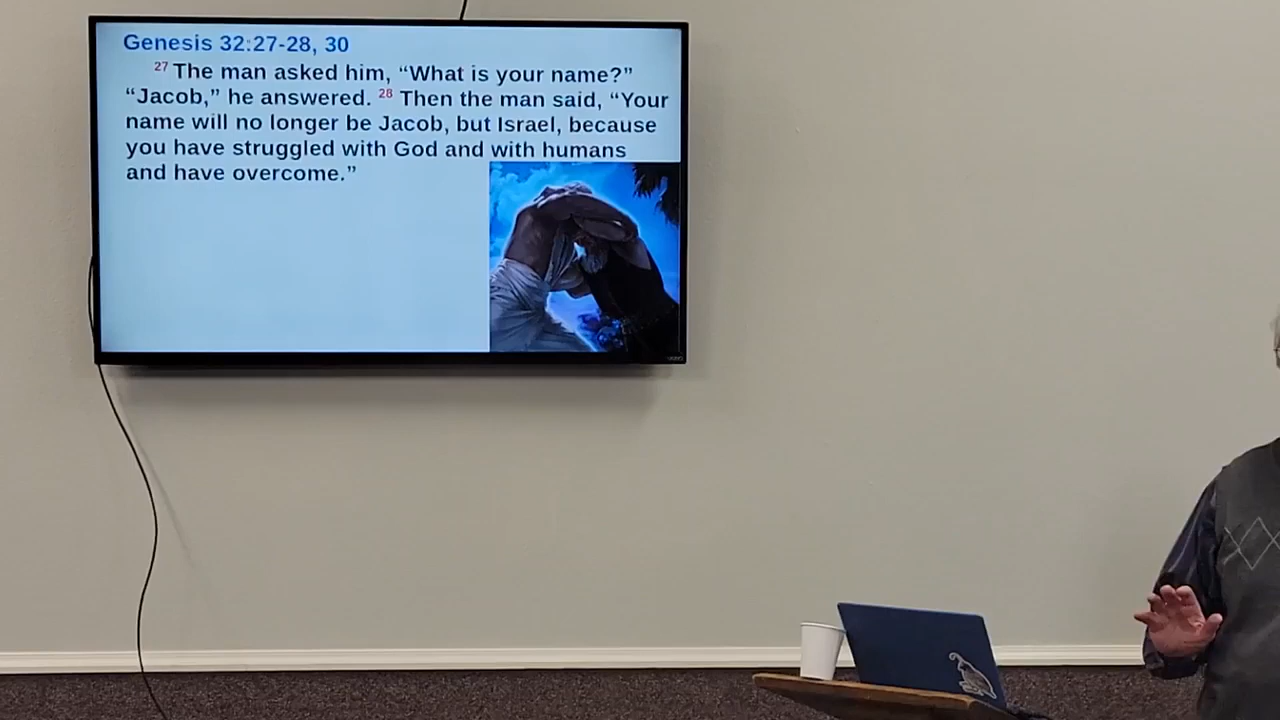 Genesis 32:27-28, 30
27 The man asked him, “What is your name?”
“Jacob,” he answered. 28 Then the man said, “Your
name will no longer be Jacob, but Israel, because
you have struggled with God and with humans
and have overcome.”